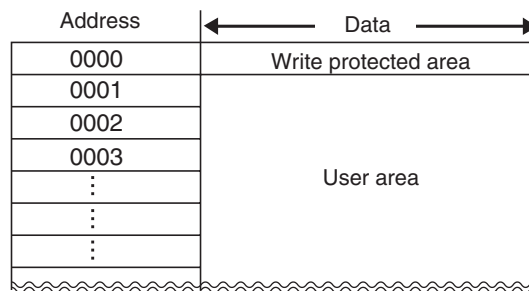 Address Data
0000 Write protected area
0001
0002
0003
User area
⋮
⋮
⋮